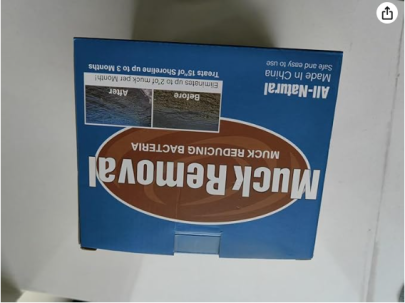 Muck Removal
MUCK REDUCING BACTERIA
Before
After
Eliminates up to 2" of muck per Month!
Treats 15' of Shoreline up to 3 Months
All-Natural
Made In China
Safe and easy to use